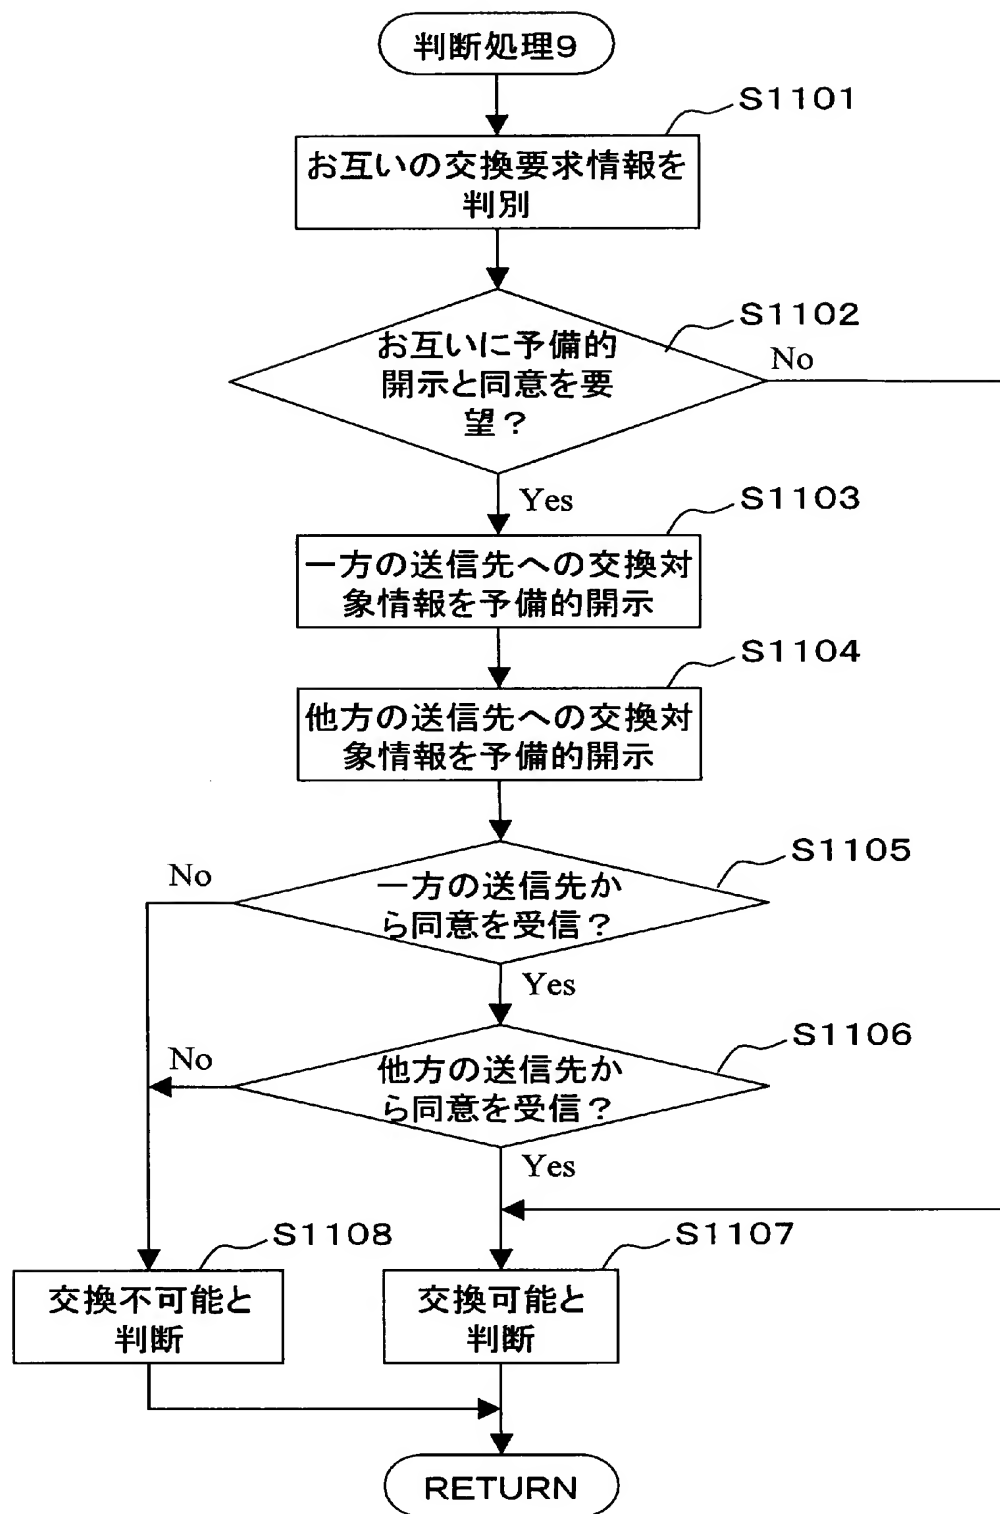 判断処理9
S1101
お互いの交換要求情報を
判別
S1102
お互いに予備的
開示と同意を要
望？
No
Yes
S1103
一方の送信先への交換対
象情報を予備的開示
S1104
他方の送信先への交換対
象情報を予備的開示
S1105
一方の送信先か
ら同意を受信？
No
Yes
S1106
他方の送信先か
ら同意を受信？
No
Yes
S1108
交換不可能と
判断
S1107
交換可能と
判断
RETURN